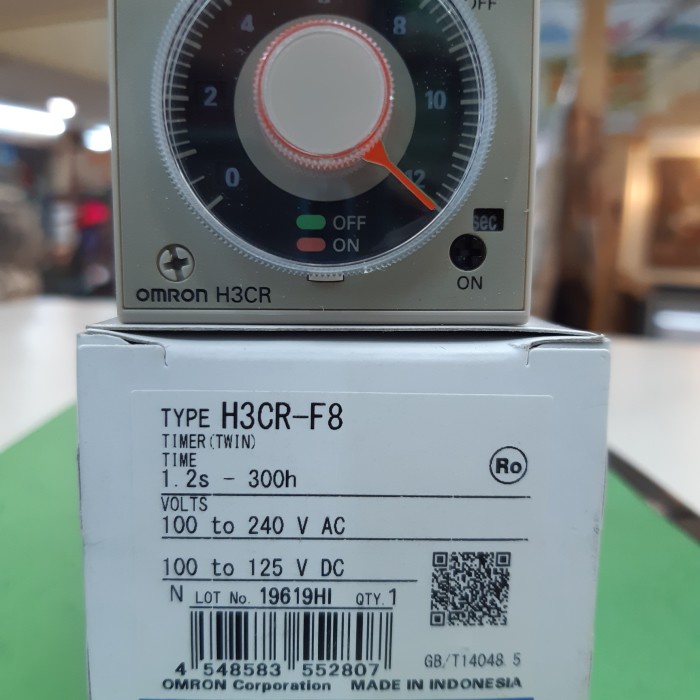 OFF
4
8
2
10
0
12
OFF
sec
ON
ON
omron H3CR
TYPE H3CR-F8
TIMER(TWIN)
TIME
Ro
1.2s - 300h
VOLTS
100 to 240 V AC
100 to 125 V DC
N LOT No. 19619HI QTY.1
4 548583 552807
GB/T14048.5
OMRON Corporation MADE IN INDONESIA